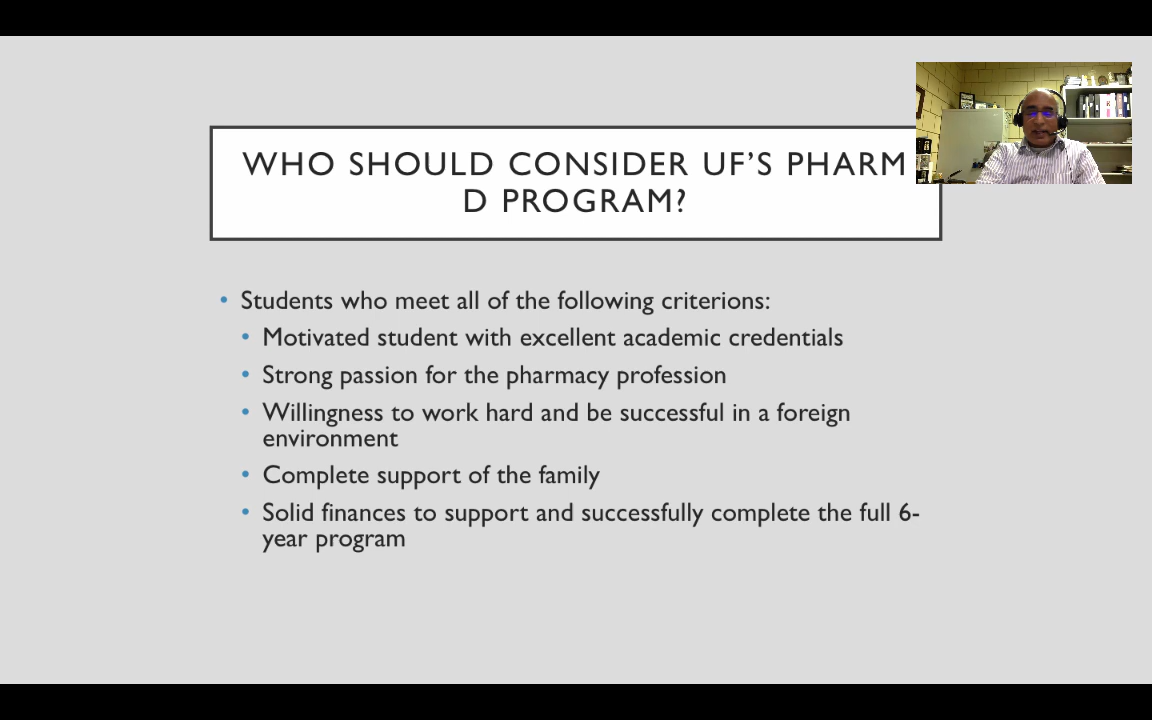 WHO SHOULD CONSIDER UF’S PHARM
D PROGRAM?
• Students who meet all of the following criterions:
• Motivated student with excellent academic credentials
• Strong passion for the pharmacy profession
• Willingness to work hard and be successful in a foreign
environment
• Complete support of the family
• Solid finances to support and successfully complete the full 6-
year program